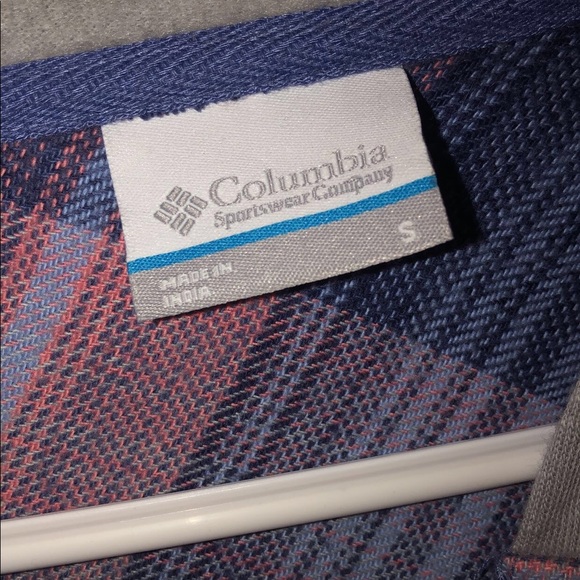 Columbia
Sportswear Company
S
MADE IN
INDIA